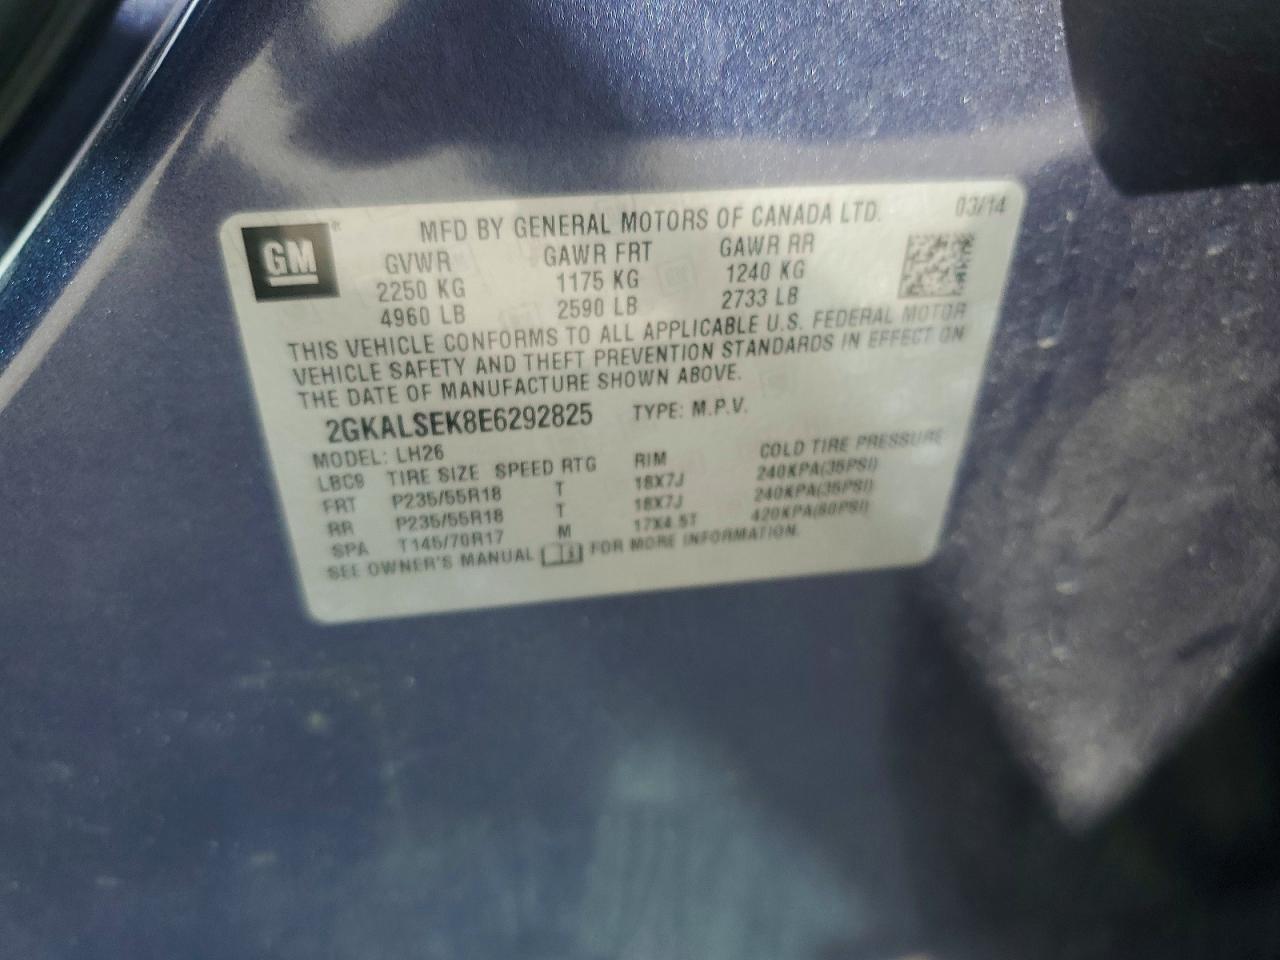 GM®
MFD BY GENERAL MOTORS OF CANADA LTD. 03/14
GVWR GAWR FRT GAWR RR
2250 KG 1175 KG 1240 KG
4960 LB 2590 LB 2733 LB
THIS VEHICLE CONFORMS TO ALL APPLICABLE U.S. FEDERAL MOTOR
VEHICLE SAFETY AND THEFT PREVENTION STANDARDS IN EFFECT ON
THE DATE OF MANUFACTURE SHOWN ABOVE.
2GKALSEK8E6292825 TYPE: M.P.V.
MODEL: LH26
LBC9 TIRE SIZE SPEED RTG RIM COLD TIRE PRESSURE
FRT P235/55R18 T 18X7J 240KPA(35PSI)
RR P235/55R18 T 18X7J 240KPA(35PSI)
SPA T145/70R17 M 17X4.5T 420KPA(60PSI)
SEE OWNER'S MANUAL FOR MORE INFORMATION.